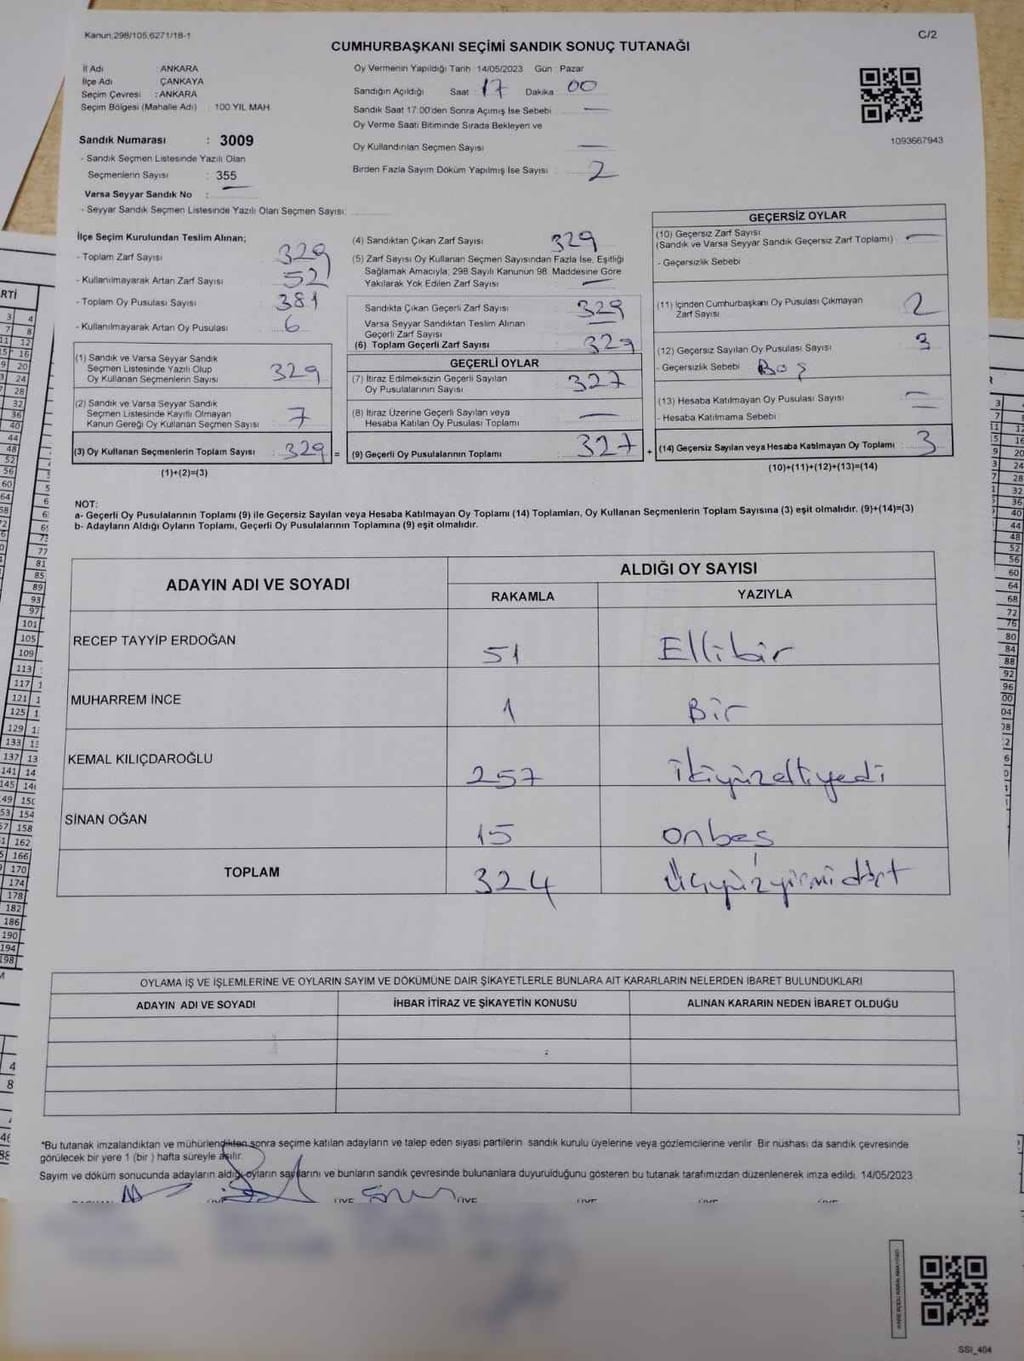 Kanun;298/105,6271/18-1
C/2
CUMHURBAŞKANI SEÇİMİ SANDIK SONUÇ TUTANAĞI
İl Adı : ANKARA
İlçe Adı : ÇANKAYA
Seçim Çevresi : ANKARA
Seçim Bölgesi (Mahalle Adı) : 100 YIL MAH
Sandık Numarası : 3009
- Sandık Seçmen Listesinde Yazılı Olan
Seçmenlerin Sayısı : 355
Varsa Seyyar Sandık No :
- Seyyar Sandık Seçmen Listesinde Yazılı Olan Seçmen Sayısı:
Oy Vermenin Yapıldığı Tarih : 14/05/2023 Gün : Pazar
Sandığın Açıldığı Saat : 17 Dakika 00
Sandık Saat 17.00'den Sonra Açımış İse Sebebi —
Oy Verme Saati Bitiminde Sırada Bekleyen ve
Oy Kullandırılan Seçmen Sayısı —
Birden Fazla Sayım Döküm Yapılmış İse Sayısı 2
1093667943
İlçe Seçim Kurulundan Teslim Alınan;
- Toplam Zarf Sayısı : 329
- Kullanılmayarak Artan Zarf Sayısı : 52
- Toplam Oy Pusulası Sayısı : 381
- Kullanılmayarak Artan Oy Pusulası : 6
(1) Sandık ve Varsa Seyyar Sandık
Seçmen Listesinde Yazılı Olup
Oy Kullanan Seçmenlerin Sayısı 329
(2) Sandık ve Varsa Seyyar Sandık
Seçmen Listesinde Kayıtlı Olmayan
Kanun Gereği Oy Kullanan Seçmen Sayısı 7
(3) Oy Kullanan Seçmenlerin Toplam Sayısı 329 =
(1)+(2)=(3)
(4) Sandıktan Çıkan Zarf Sayısı 329
(5) Zarf Sayısı Oy Kullanan Seçmen Sayısından Fazla İse, Eşitliği
Sağlamak Amacıyla, 298 Sayılı Kanunun 98. Maddesine Göre
Yakılarak Yok Edilen Zarf Sayısı —
Sandıkta Çıkan Geçerli Zarf Sayısı 329
Varsa Seyyar Sandıktan Teslim Alınan
Geçerli Zarf Sayısı —
(6) Toplam Geçerli Zarf Sayısı 329
GEÇERLİ OYLAR
(7) İtiraz Edilmeksizin Geçerli Sayılan
Oy Pusulalarının Sayısı 327
(8) İtiraz Üzerine Geçerli Sayılan veya
Hesaba Katılan Oy Pusulası Toplamı —
(9) Geçerli Oy Pusulalarının Toplamı 327 +
GEÇERSİZ OYLAR
(10) Geçersiz Zarf Sayısı
(Sandık ve Varsa Seyyar Sandık Geçersiz Zarf Toplamı) —
- Geçersizlik Sebebi
(11) İçinden Cumhurbaşkanı Oy Pusulası Çıkmayan
Zarf Sayısı 2
(12) Geçersiz Sayılan Oy Pusulası Sayısı 3
- Geçersizlik Sebebi Boş
(13) Hesaba Katılmayan Oy Pusulası Sayısı —
- Hesaba Katılmama Sebebi —
(14) Geçersiz Sayılan veya Hesaba Katılmayan Oy Toplamı 3
(10)+(11)+(12)+(13)=(14)
NOT:
a- Geçerli Oy Pusulalarının Toplamı (9) ile Geçersiz Sayılan veya Hesaba Katılmayan Oy Toplamı (14) Toplamları, Oy Kullanan Seçmenlerin Toplam Sayısına (3) eşit olmalıdır. (9)+(14)=(3)
b- Adayların Aldığı Oyların Toplamı, Geçerli Oy Pusulalarının Toplamına (9) eşit olmalıdır.
ADAYIN ADI VE SOYADI
ALDIĞI OY SAYISI
RAKAMLA YAZIYLA
RECEP TAYYİP ERDOĞAN 51 Ellibir
MUHARREM İNCE 1 Bir
KEMAL KILIÇDAROĞLU 257 ikiyüzelliyedi
SİNAN OĞAN 15 onbeş
TOPLAM 324 Üçyüzyirmidört
OYLAMA İŞ VE İŞLEMLERİNE VE OYLARIN SAYIM VE DÖKÜMÜNE DAİR ŞİKAYETLERLE BUNLARA AİT KARARLARIN NELERDEN İBARET BULUNDUKLARI
ADAYIN ADI VE SOYADI İHBAR İTİRAZ VE ŞİKAYETİN KONUSU ALINAN KARARIN NEDEN İBARET OLDUĞU
*Bu tutanak imzalandıktan ve mühürlendikten sonra seçime katılan adayların ve talep eden siyasi partilerin sandık kurulu üyelerine veya gözlemcilerine verilir. Bir nüshası da sandık çevresinde
görülecek bir yere 1 (bir ) hafta süreyle asılır.
Sayım ve döküm sonucunda adayların aldığı oyların sayılarını ve bunların sandık çevresinde bulunanlara duyurulduğunu gösteren bu tutanak tarafımızdan düzenlenerek imza edildi. 14/05/2023
SSI_404